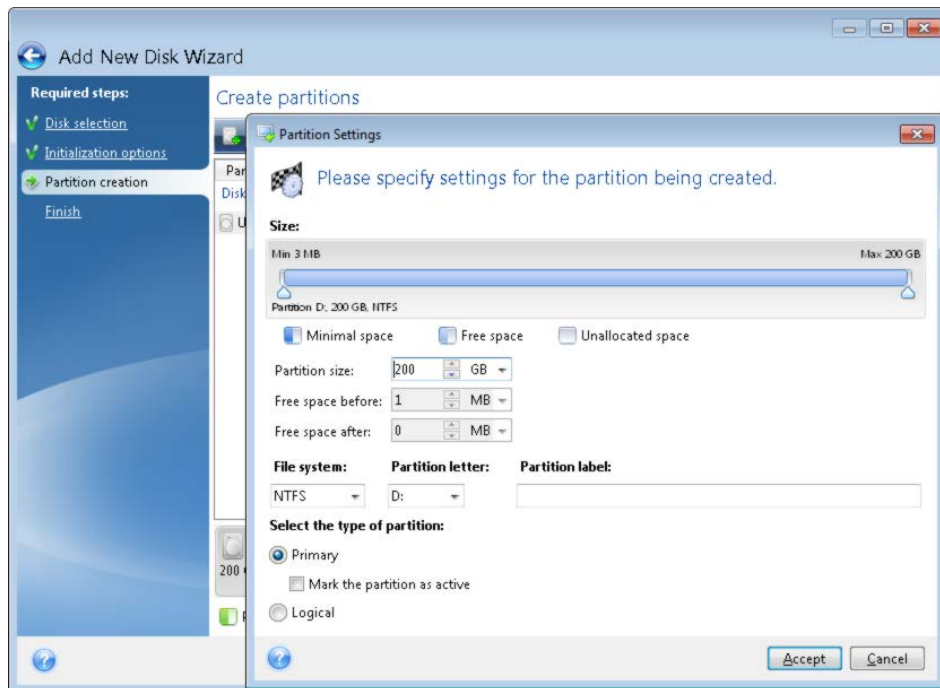 Add New Disk Wizard
Required steps:
Disk selection
Initialization options
Partition creation
Finish
Create partitions
Par
Disk
U
200
Partition Settings
Please specify settings for the partition being created.
Size:
Min 3 MB Max 200 GB
Partition D:, 200 GB, NTFS
Minimal space Free space Unallocated space
Partition size: 200 GB
Free space before: 1 MB
Free space after: 0 MB
File system: Partition letter: Partition label:
NTFS D:
Select the type of partition:
Primary
Mark the partition as active
Logical
Accept Cancel